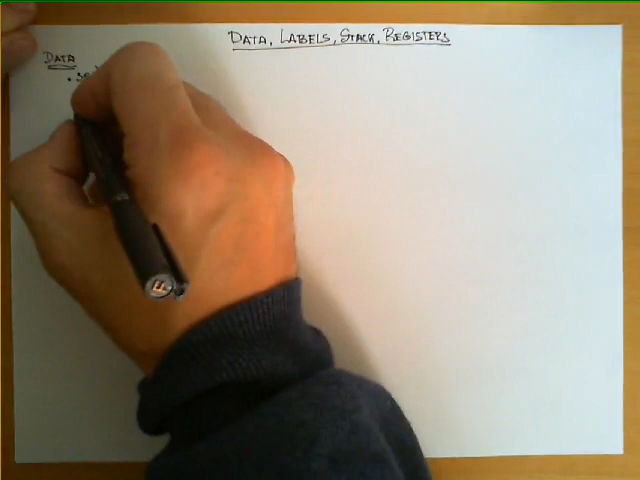 DATA, LABELS, STACK, REGISTERS
DATA